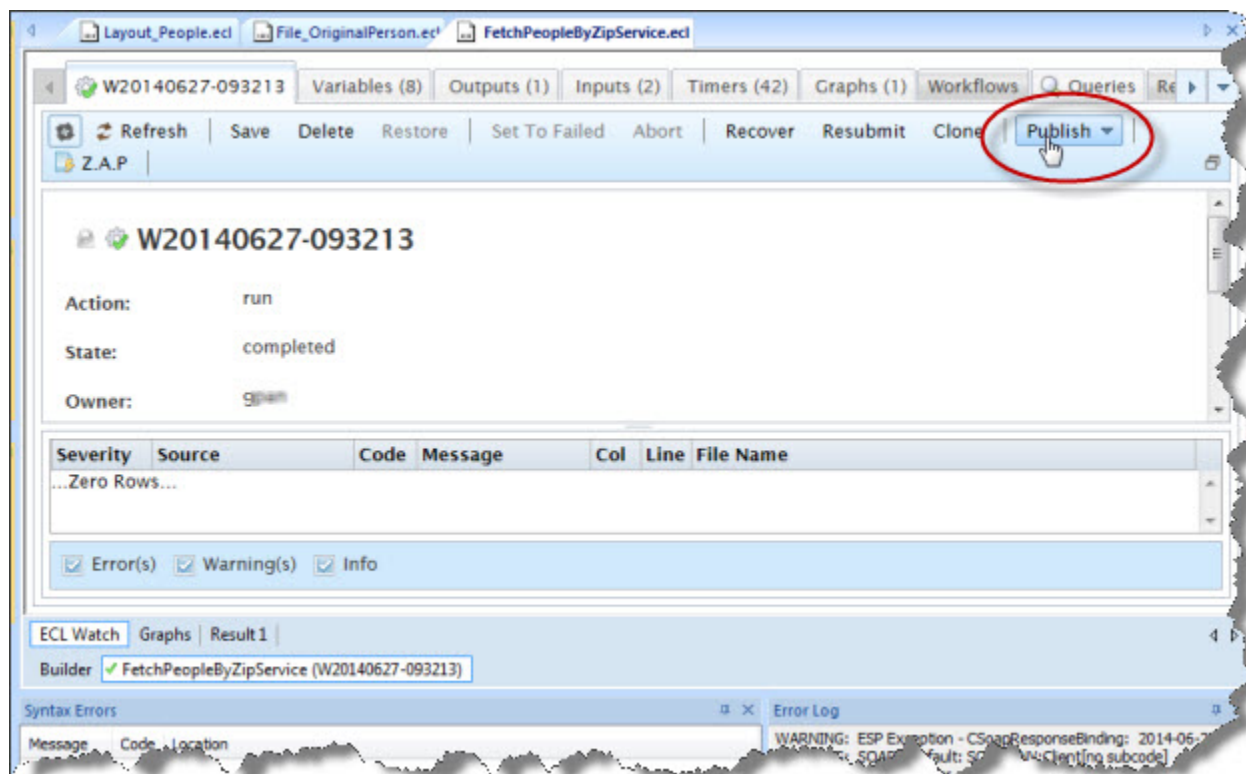 Layout_People.ecl File_OriginalPerson.ecl FetchPeopleByZipService.ecl
W20140627-093213 Variables (8) Outputs (1) Inputs (2) Timers (42) Graphs (1) Workflows Queries Re
Refresh Save Delete Restore Set To Failed Abort Recover Resubmit Clone Publish
Z.A.P
W20140627-093213
Action: run
State: completed
Owner:
Severity Source Code Message Col Line File Name
...Zero Rows...
Error(s) Warning(s) Info
ECL Watch Graphs Result 1
Builder FetchPeopleByZipService (W20140627-093213)
Syntax Errors Error Log
Message Code Location
WARNING: ESP Exception - CSoapResponseBinding: 2014-06-2